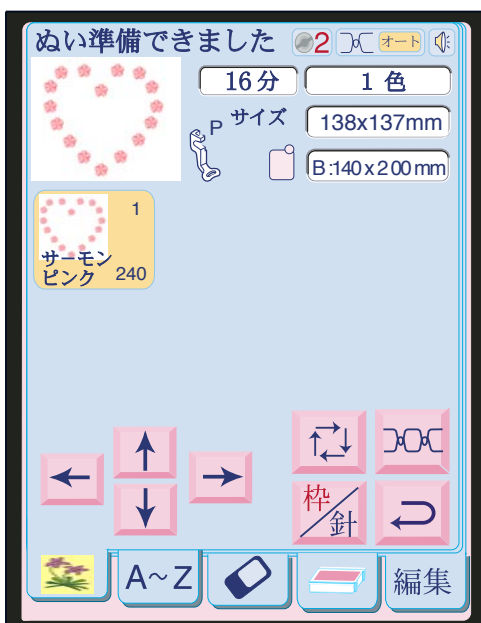 ぬい準備できました 2 オート
16分 1色
P サイズ 138x137mm
B:140x200mm
1
サーモン
ピンク 240
枠/針
A~Z 編集